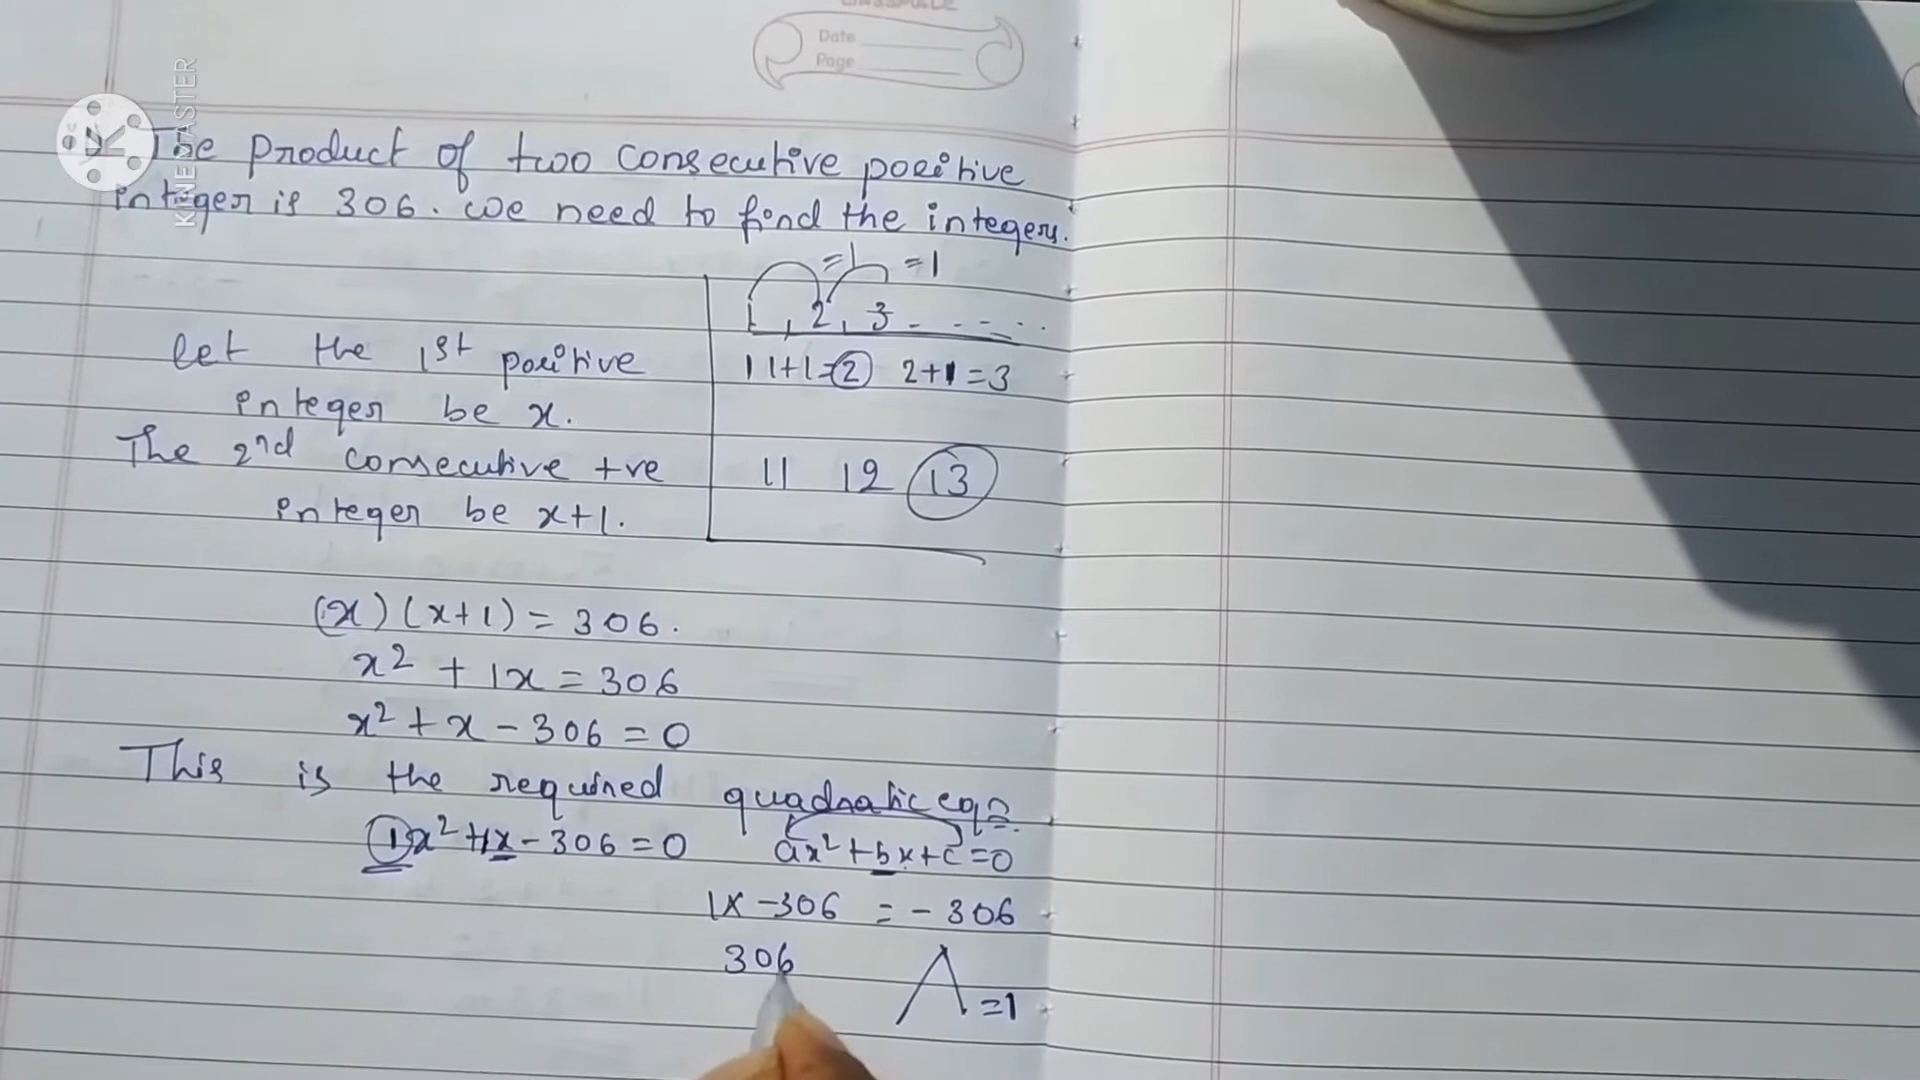 Date
Page
KINEMASTER
The product of two consecutive positive
integer is 306. We need to find the integers.
=1 =1
1, 2, 3 - - - - - -
let the 1st positive
1 1+1=2 2+1=3
integer be x.
The 2nd consecutive +ve
11 12 13
integer be x+1.
(x)(x+1) = 306.
x² + 1x = 306
x² + x - 306 = 0
This is the required quadratic eqn.
1x² + 1x - 306 = 0 ax² + bx + c = 0
1x - 306 = - 306
306
=1